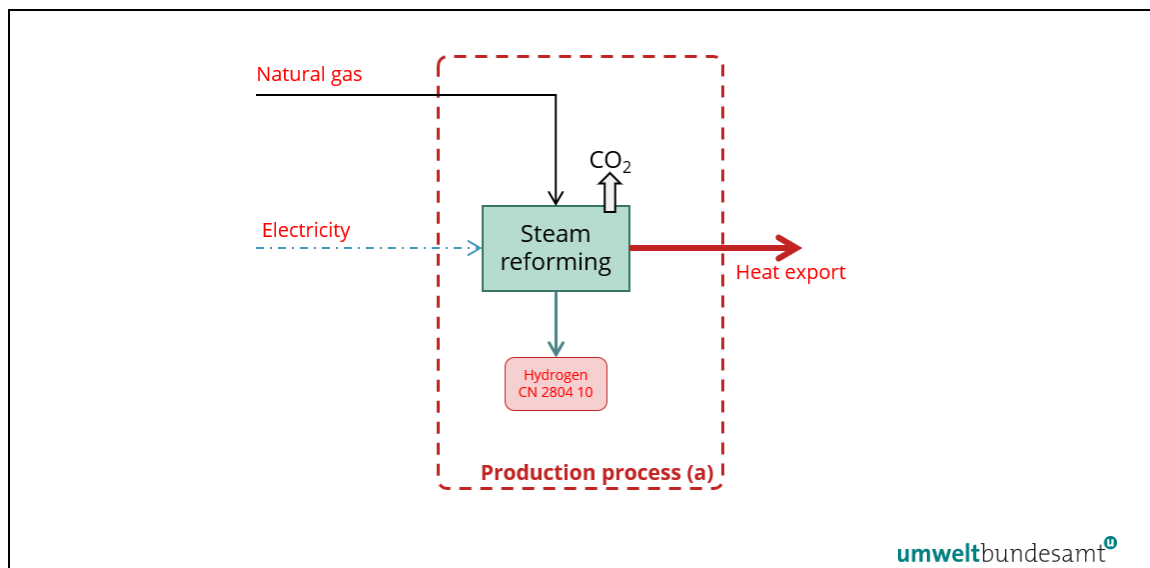 Natural gas
CO₂
Electricity
Steam
reforming
Heat export
Hydrogen
CN 2804 10
Production process (a)
umweltbundesamt u